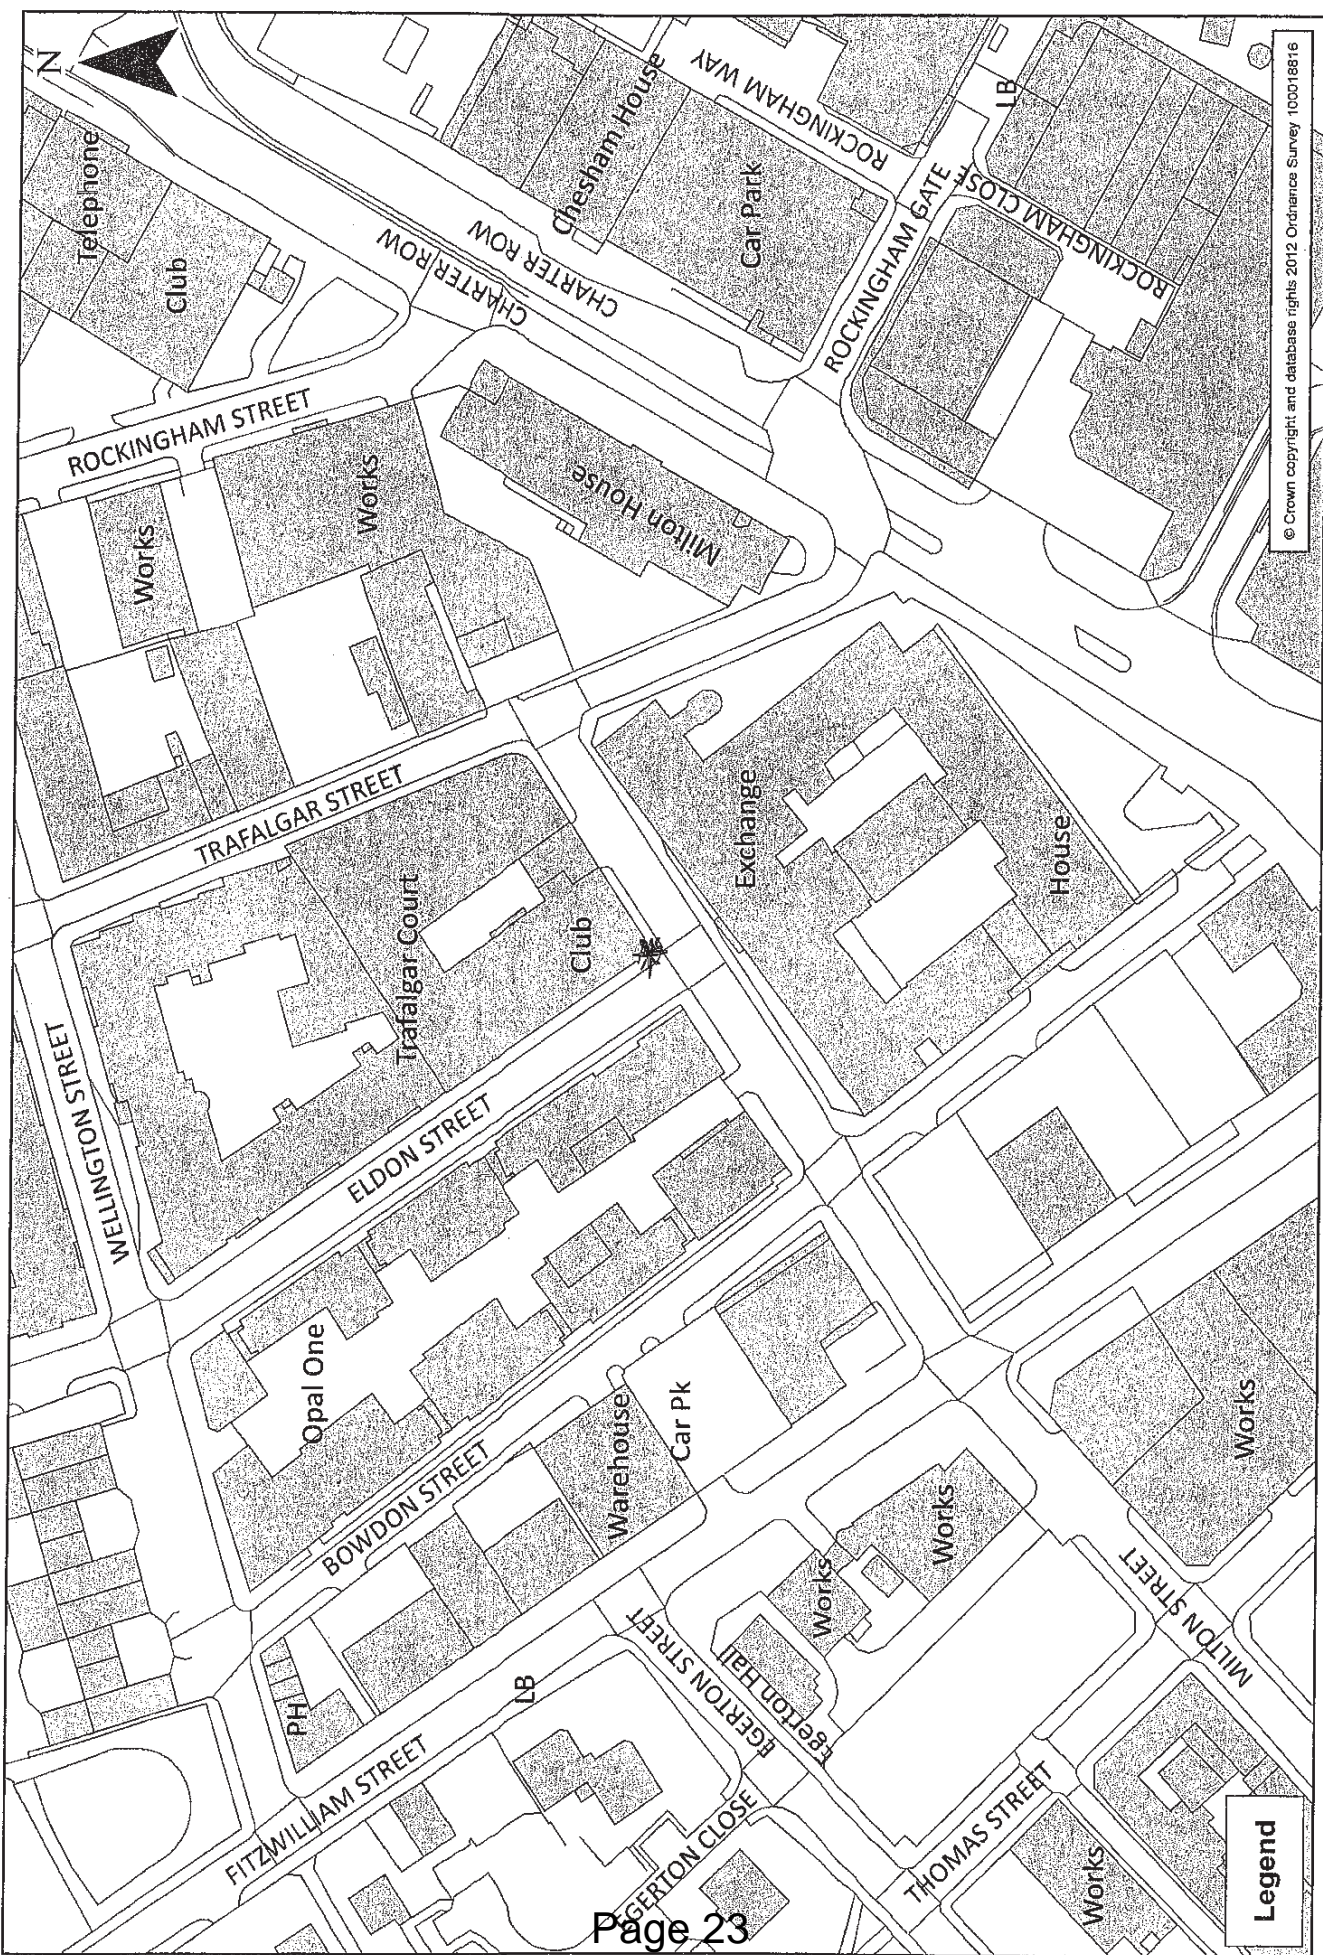 N
Telephone
Club
ROCKINGHAM STREET
Works
Works
CHARTER ROW
CHARTER ROW
Chesham House
ROCKINGHAM WAY
Car Park
ROCKINGHAM GATE
LB
ROCKINGHAM CLOSE
Milton House
TRAFALGAR STREET
Trafalgar Court
Club
Exchange
House
WELLINGTON STREET
ELDON STREET
Opal One
BOWDON STREET
Warehouse
Car Pk
PH
FITZWILLIAM STREET
LB
EGERTON STREET
Egerton Hall
Works
Works
Works
MILTON STREET
EGERTON CLOSE
THOMAS STREET
Works
Legend
© Crown copyright and database rights 2012 Ordnance Survey 100018816
Page 23